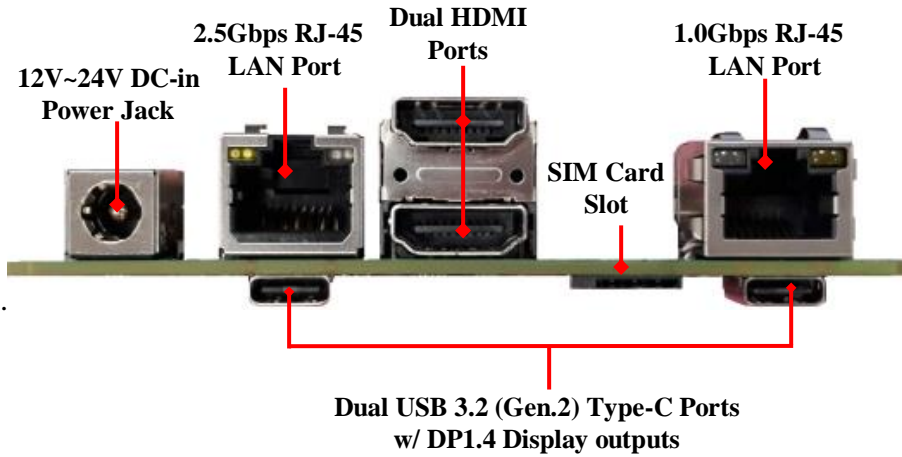 Dual HDMI
Ports
2.5Gbps RJ-45
LAN Port
1.0Gbps RJ-45
LAN Port
12V~24V DC-in
Power Jack
SIM Card
Slot
.
Dual USB 3.2 (Gen.2) Type-C Ports
w/ DP1.4 Display outputs